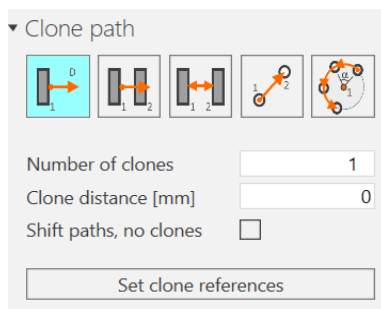 Clone path
D
1
1 2
1 2
1 2
α
1
Number of clones 1
Clone distance [mm] 0
Shift paths, no clones
Set clone references